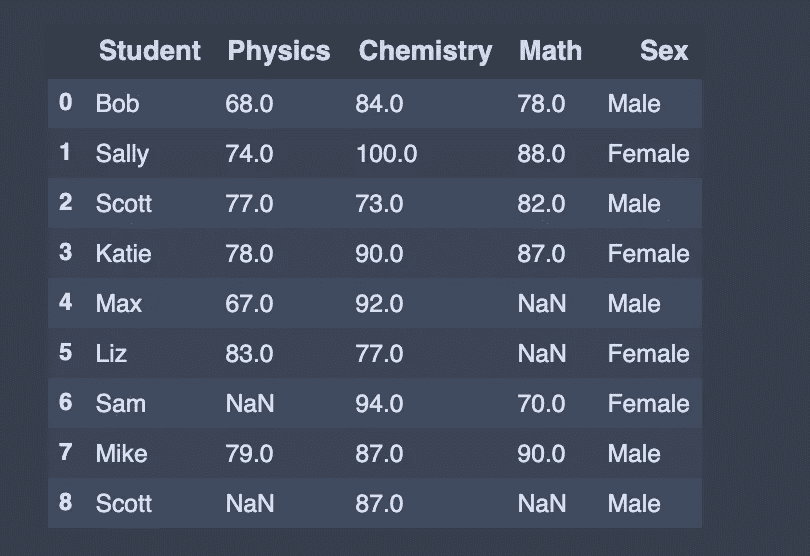 Student Physics Chemistry Math Sex
0 Bob 68.0 84.0 78.0 Male
1 Sally 74.0 100.0 88.0 Female
2 Scott 77.0 73.0 82.0 Male
3 Katie 78.0 90.0 87.0 Female
4 Max 67.0 92.0 NaN Male
5 Liz 83.0 77.0 NaN Female
6 Sam NaN 94.0 70.0 Female
7 Mike 79.0 87.0 90.0 Male
8 Scott NaN 87.0 NaN Male